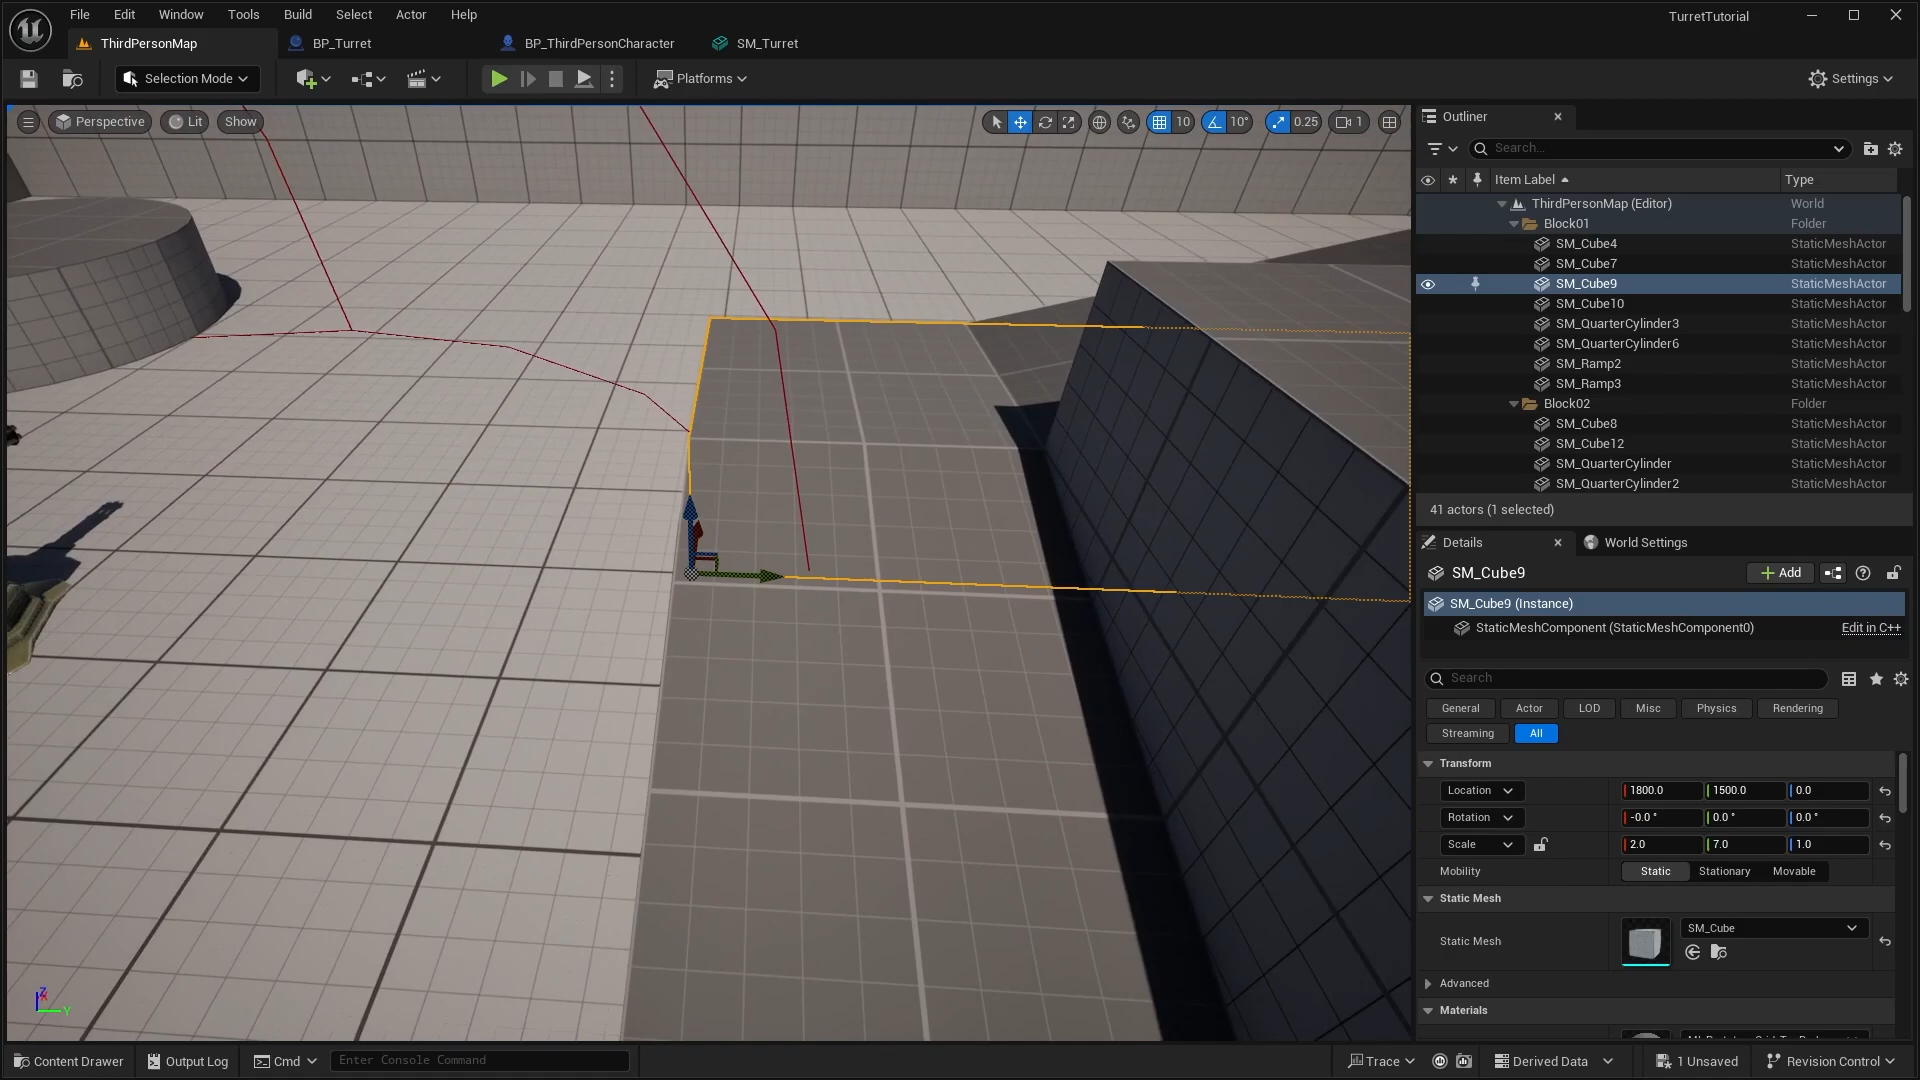 File Edit Window Tools Build Select Actor Help
TurretTutorial
ThirdPersonMap BP_Turret BP_ThirdPersonCharacter SM_Turret
Selection Mode Platforms Settings
Perspective Lit Show 10 10° 0.25 1
Outliner
Search...
Item Label Type
ThirdPersonMap (Editor) World
Block01 Folder
SM_Cube4 StaticMeshActor
SM_Cube7 StaticMeshActor
SM_Cube9 StaticMeshActor
SM_Cube10 StaticMeshActor
SM_QuarterCylinder3 StaticMeshActor
SM_QuarterCylinder6 StaticMeshActor
SM_Ramp2 StaticMeshActor
SM_Ramp3 StaticMeshActor
Block02 Folder
SM_Cube8 StaticMeshActor
SM_Cube12 StaticMeshActor
SM_QuarterCylinder StaticMeshActor
SM_QuarterCylinder2 StaticMeshActor
41 actors (1 selected)
Details World Settings
SM_Cube9 Add
SM_Cube9 (Instance)
StaticMeshComponent (StaticMeshComponent0) Edit in C++
Search
General Actor LOD Misc Physics Rendering
Streaming All
Transform
Location 1800.0 1500.0 0.0
Rotation -0.0 ° 0.0 ° 0.0 °
Scale 2.0 7.0 1.0
Mobility Static Stationary Movable
Static Mesh
Static Mesh SM_Cube
Advanced
Materials
Z
Y
Content Drawer Output Log Cmd Enter Console Command Trace Derived Data 1 Unsaved Revision Control